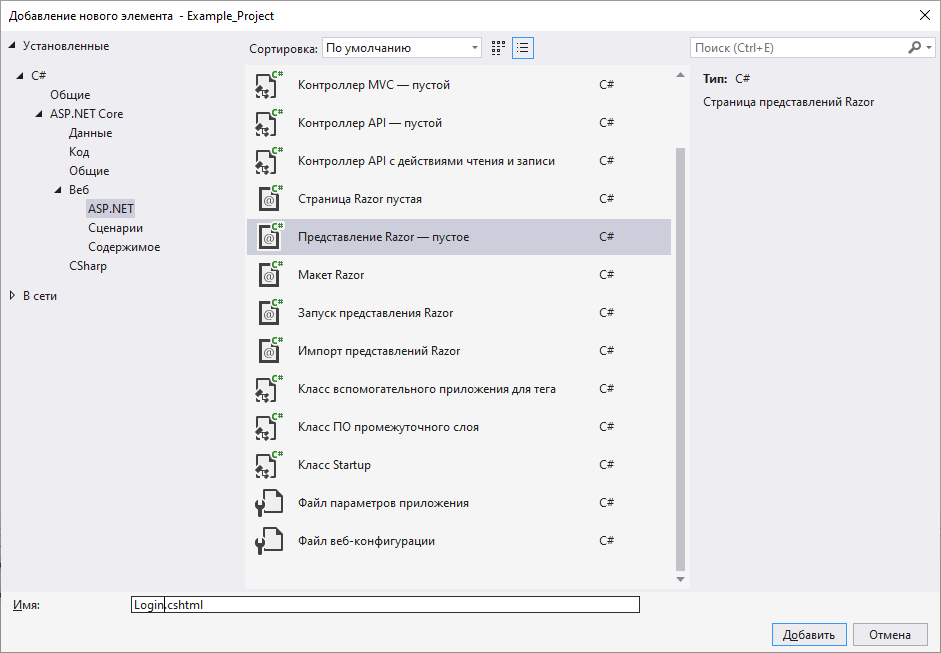 Добавление нового элемента - Example_Project
Установленные
C#
Общие
ASP.NET Core
Данные
Код
Общие
Веб
ASP.NET
Сценарии
Содержимое
CSharp
В сети
Сортировка: По умолчанию
Контроллер MVC — пустой C#
Контроллер API — пустой C#
Контроллер API с действиями чтения и записи C#
Страница Razor пустая C#
Представление Razor — пустое C#
Макет Razor C#
Запуск представления Razor C#
Импорт представлений Razor C#
Класс вспомогательного приложения для тега C#
Класс ПО промежуточного слоя C#
Класс Startup C#
Файл параметров приложения C#
Файл веб-конфигурации C#
Поиск (Ctrl+E)
Тип: C#
Страница представлений Razor
Имя: Login.cshtml
Добавить Отмена